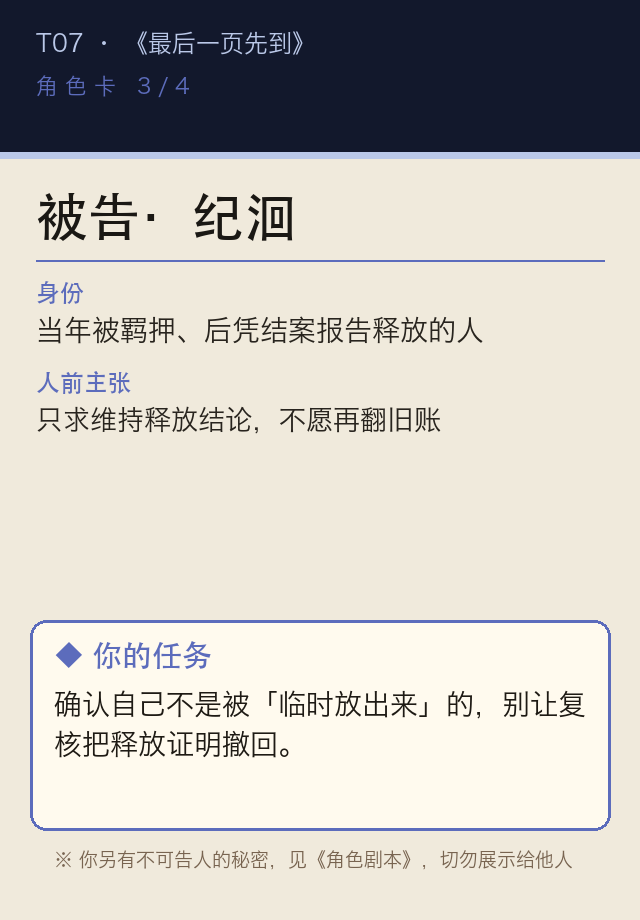 T07 · 《最后一页先到》
角色卡 3/4
被告· 纪洄
身份
当年被羁押、后凭结案报告释放的人
人前主张
只求维持释放结论，不愿再翻旧账
◆ 你的任务
确认自己不是被「临时放出来」的，别让复
核把释放证明撤回。
※ 你另有不可告人的秘密，见《角色剧本》，切勿展示给他人